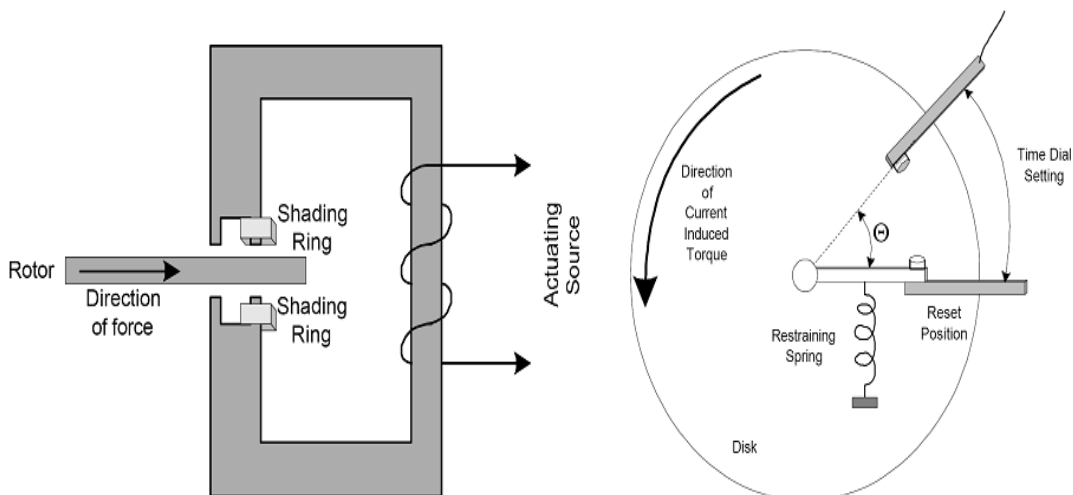 Shading
Ring
Rotor
Direction
of force
Shading
Ring
Actuating
Source
Direction
of
Current
Induced
Torque
Time Dial
Setting
Θ
Restraining
Spring
Reset
Position
Disk